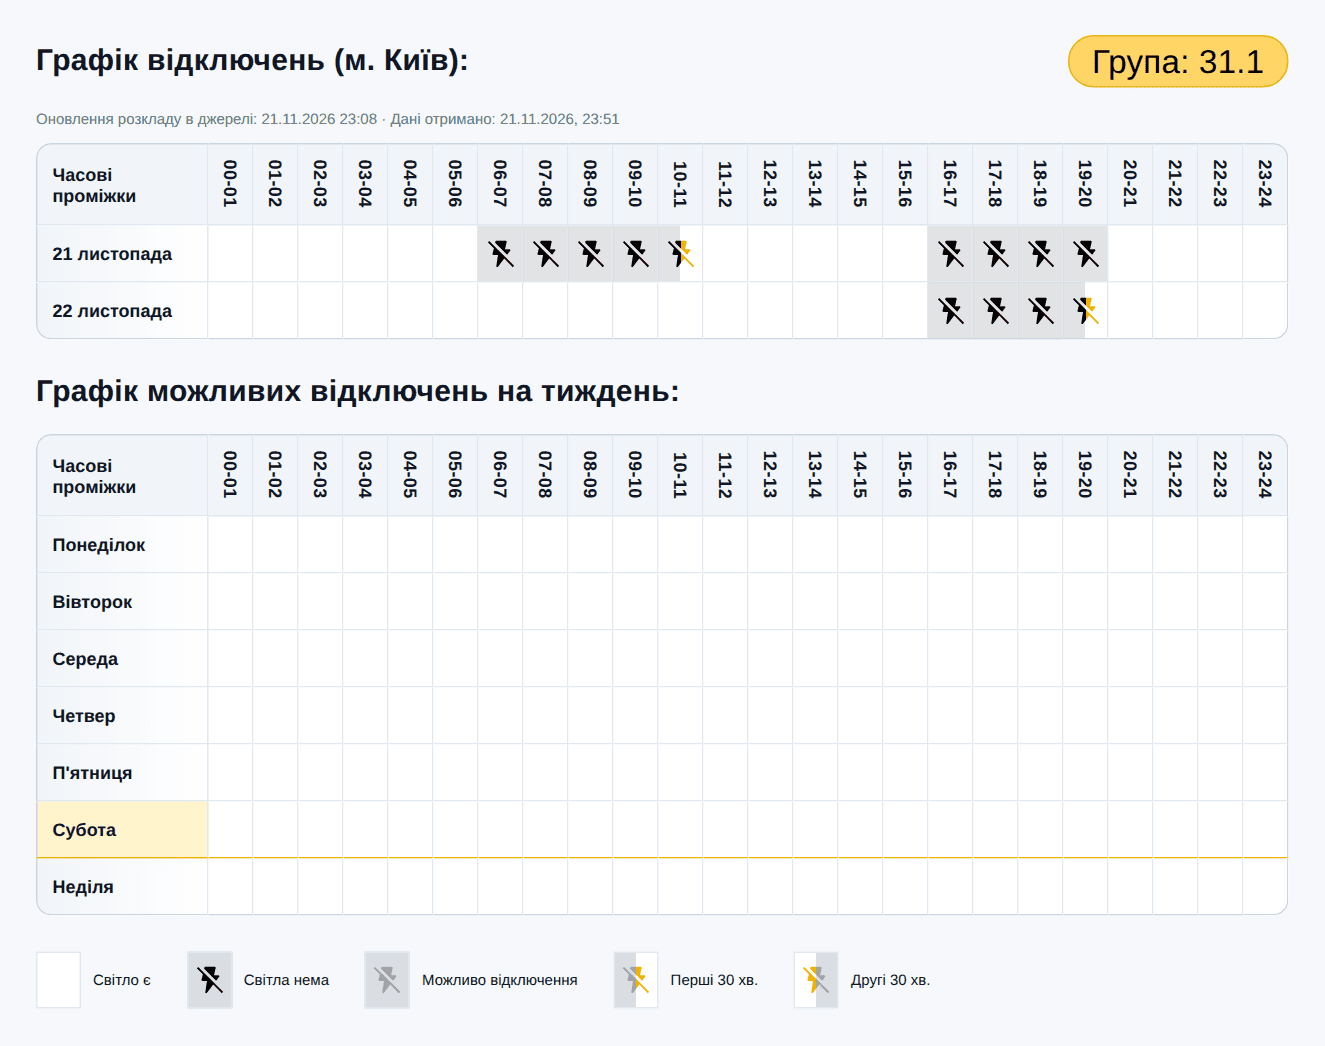 Графік відключень (м. Київ):
Група: 31.1
Оновлення розкладу в джерелі: 21.11.2026 23:08 · Дані отримано: 21.11.2026, 23:51
Часові проміжки 00-01 01-02 02-03 03-04 04-05 05-06 06-07 07-08 08-09 09-10 10-11 11-12 12-13 13-14 14-15 15-16 16-17 17-18 18-19 19-20 20-21 21-22 22-23 23-24
21 листопада
22 листопада
Графік можливих відключень на тиждень:
Часові проміжки 00-01 01-02 02-03 03-04 04-05 05-06 06-07 07-08 08-09 09-10 10-11 11-12 12-13 13-14 14-15 15-16 16-17 17-18 18-19 19-20 20-21 21-22 22-23 23-24
Понеділок
Вівторок
Середа
Четвер
П'ятниця
Субота
Неділя
Світло є Світла нема Можливо відключення Перші 30 хв. Другі 30 хв.